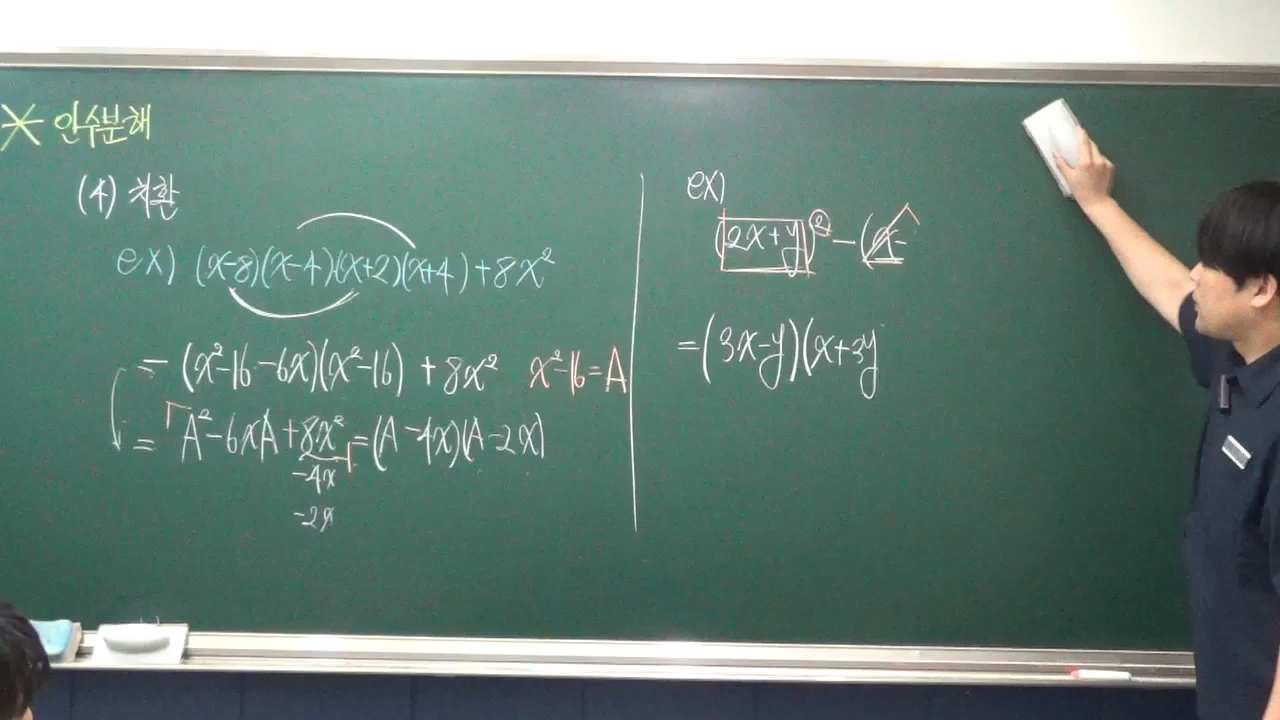 * 인수분해
(4) 치환
ex) (x-8)(x-4)(x+2)(x+4)+8x²
= (x²-16-6x)(x²-16) + 8x² x²-16=A
= A²-6xA+8x²=(A-4x)(A-2x)
-4x
-2x
ex)
(2x+y)²-(x-
=(3x-y)(x+3y